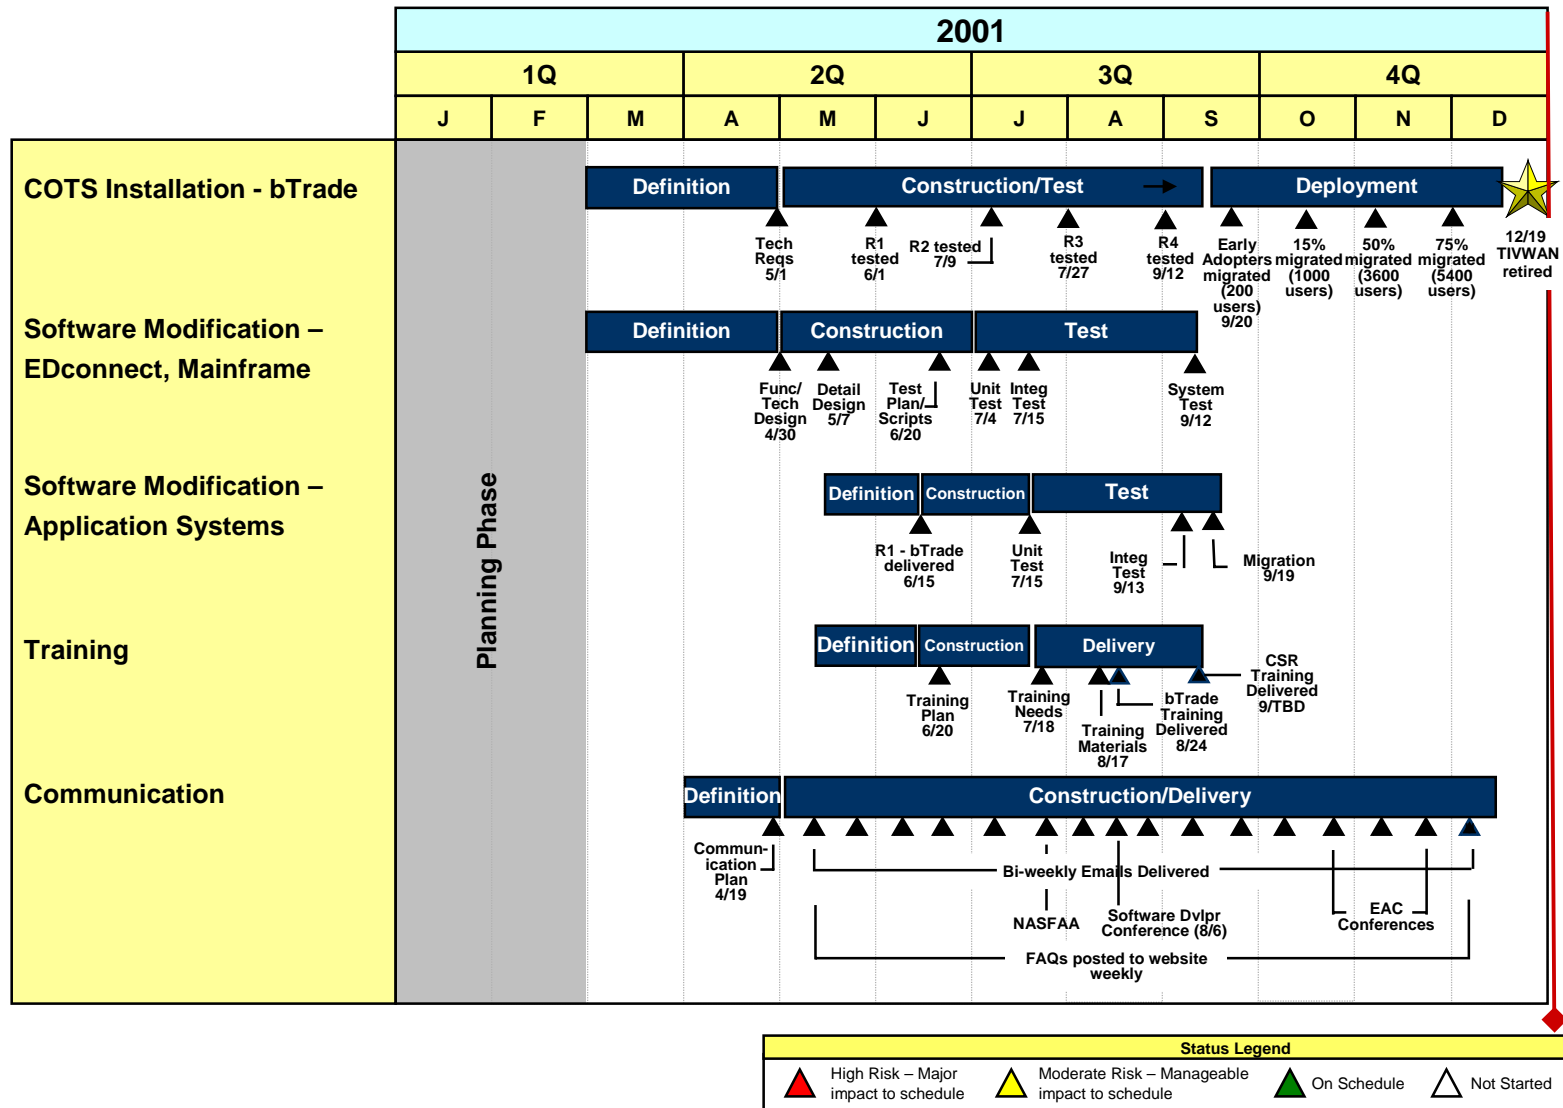 2001
1Q 2Q 3Q 4Q
J F M A M J J A S O N D
Planning Phase
COTS Installation - bTrade
Definition
Construction/Test
Deployment
Tech
Reqs
5/1
R1
tested
6/1
R2 tested
7/9
R3
tested
7/27
R4
tested
9/12
Early
Adopters
migrated
(200
users)
9/20
15%
migrated
(1000
users)
50%
migrated
(3600
users)
75%
migrated
(5400
users)
12/19
TIVWAN
retired
Software Modification –
EDconnect, Mainframe
Definition
Construction
Test
Func/
Tech
Design
4/30
Detail
Design
5/7
Test
Plan/
Scripts
6/20
Unit
Test
7/4
Integ
Test
7/15
System
Test
9/12
Software Modification –
Application Systems
Definition
Construction
Test
R1 - bTrade
delivered
6/15
Unit
Test
7/15
Integ
Test
9/13
Migration
9/19
Training
Definition
Construction
Delivery
Training
Plan
6/20
Training
Needs
7/18
Training
Materials
8/17
bTrade
Training
Delivered
8/24
CSR
Training
Delivered
9/TBD
Communication
Definition
Construction/Delivery
Commun-
ication
Plan
4/19
Bi-weekly Emails Delivered
NASFAA
Software Dvlpr
Conference (8/6)
EAC
Conferences
FAQs posted to website
weekly
Status Legend
High Risk – Major
impact to schedule
Moderate Risk – Manageable
impact to schedule
On Schedule
Not Started